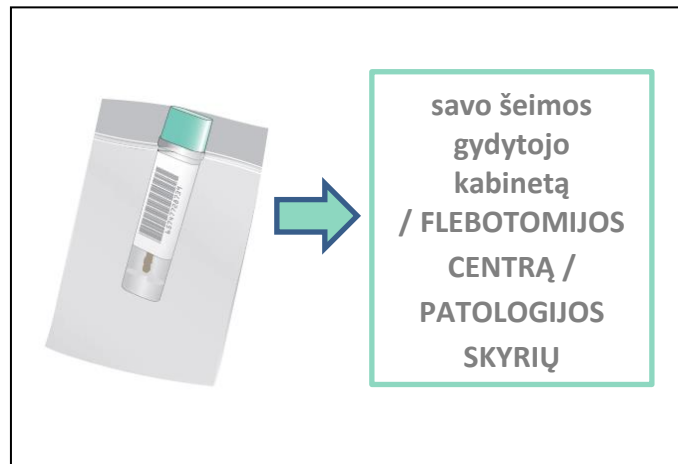 savo šeimos
gydytojo
kabinetą
/ FLEBOTOMIJOS
CENTRĄ /
PATOLOGIJOS
SKYRIŲ